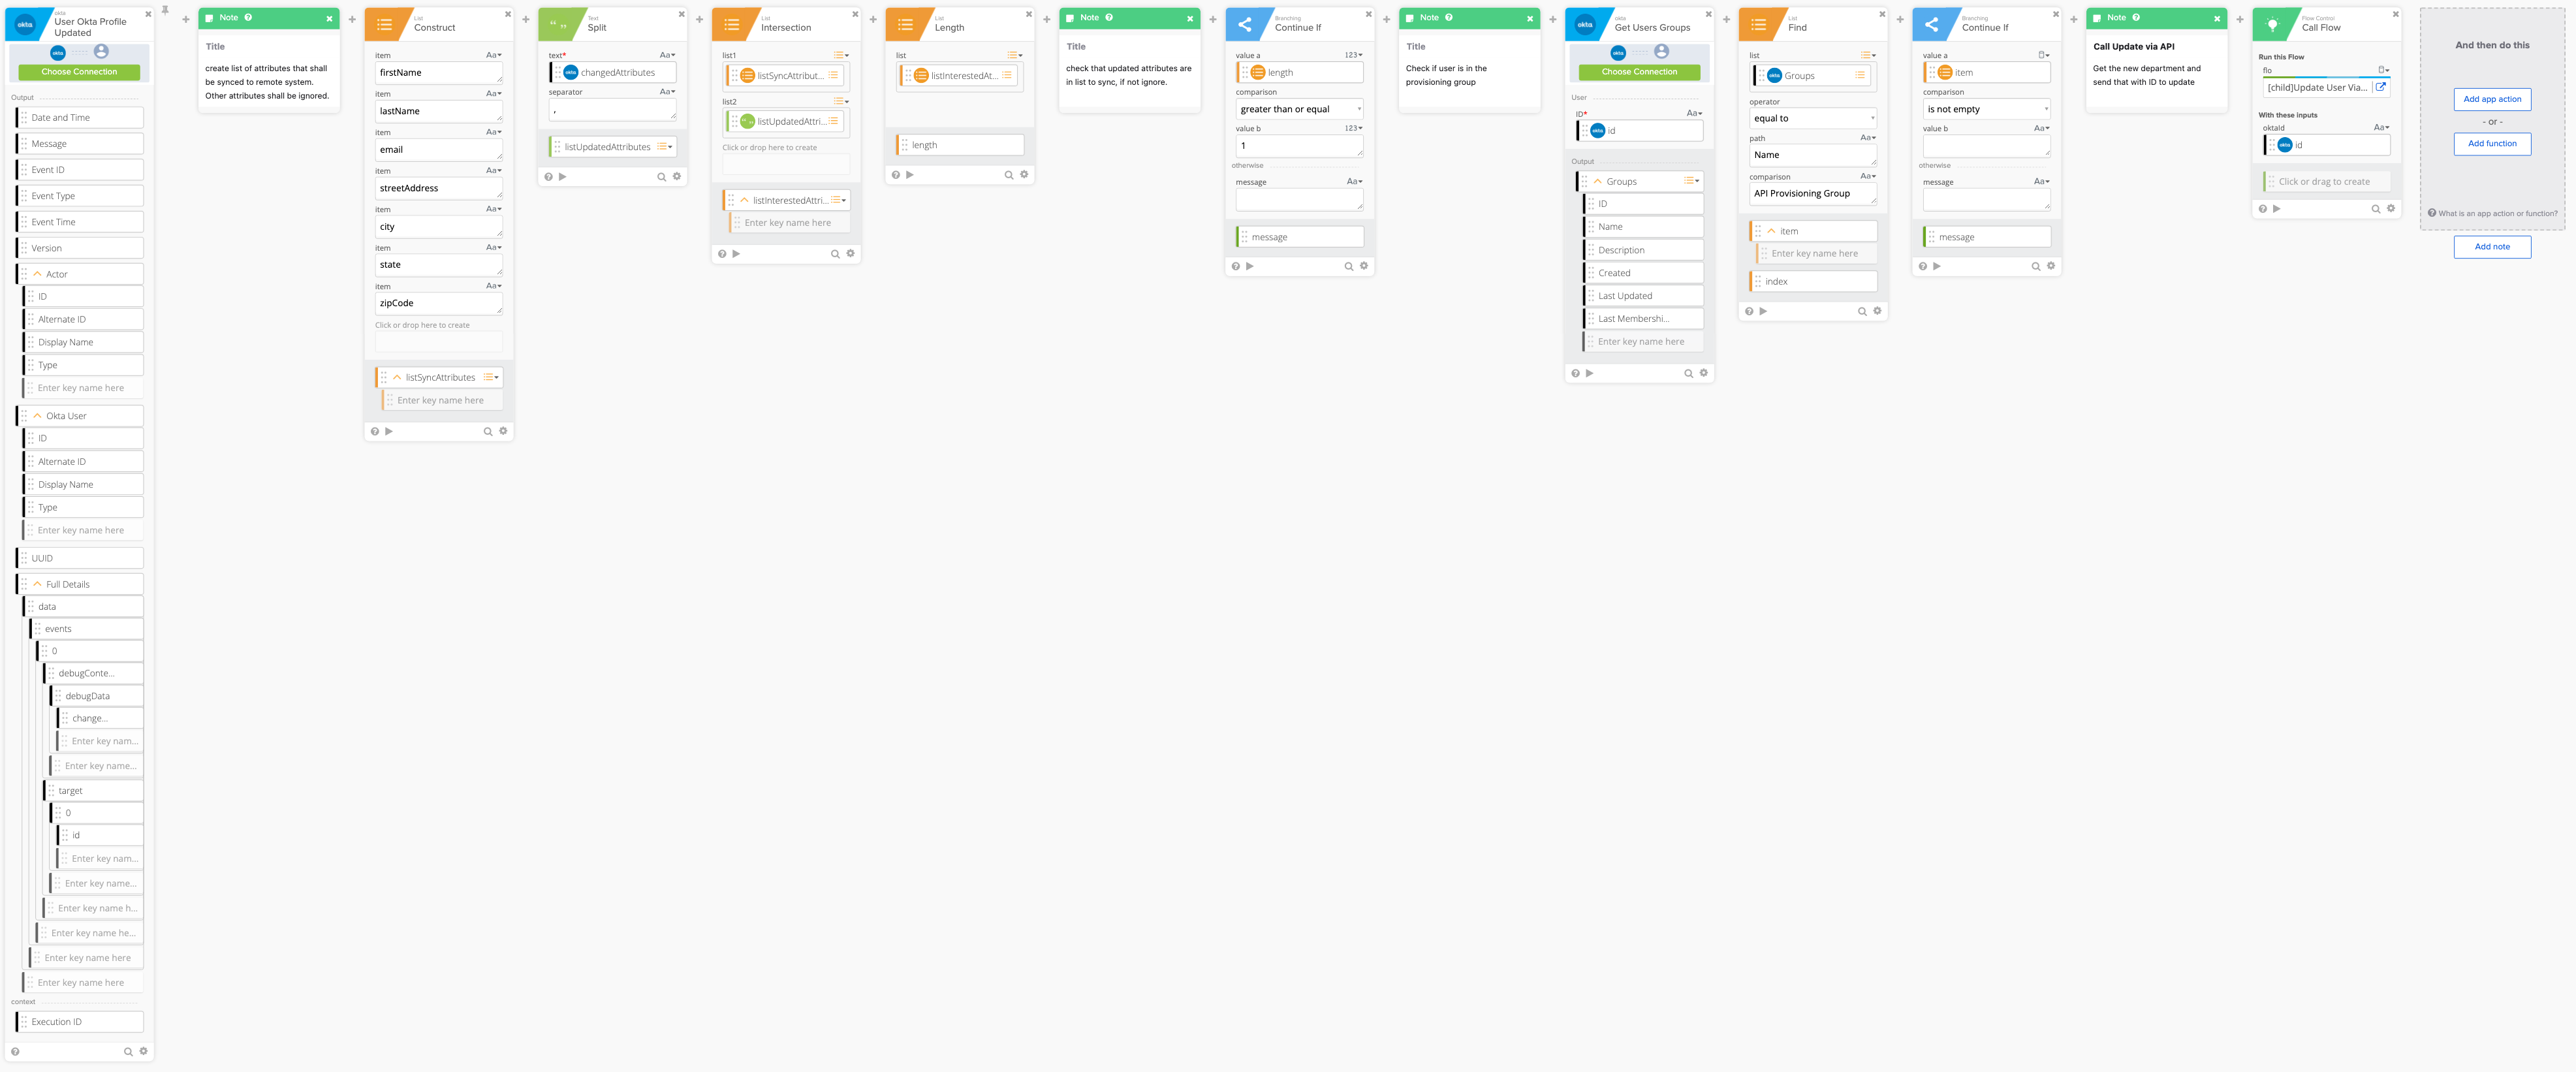 okta
okta
User Okta Profile
Updated
okta
Choose Connection
Output
Date and Time
Message
Event ID
Event Type
Event Time
Version
Actor
ID
Alternate ID
Display Name
Type
Enter key name here
Okta User
ID
Alternate ID
Display Name
Type
Enter key name here
UUID
Full Details
data
events
0
debugConte...
debugData
change...
Enter key nam...
Enter key name...
target
0
id
Enter key nam...
Enter key name...
Enter key name h...
Enter key name he...
Enter key name here
Enter key name here
context
Execution ID
Note
Title
create list of attributes that shall
be synced to remote system.
Other attributes shall be ignored.
List
Construct
item Aa
firstName
item Aa
lastName
item Aa
email
item Aa
streetAddress
item Aa
city
item Aa
state
item Aa
zipCode
Click or drop here to create
listSyncAttributes
Enter key name here
Text
Split
text* Aa
okta changedAttributes
separator Aa
,
listUpdatedAttributes
List
Intersection
list1
listSyncAttribut...
list2
listUpdatedAttri...
Click or drop here to create
listInterestedAttri...
Enter key name here
List
Length
list
listInterestedAt...
length
Note
Title
check that updated attributes are
in list to sync, if not ignore.
Branching
Continue If
value a 123
length
comparison
greater than or equal
value b 123
1
otherwise
message Aa
message
Note
Title
Check if user is in the
provisioning group
okta
okta
Get Users Groups
okta
Choose Connection
User
ID* Aa
okta id
Output
Groups
ID
Name
Description
Created
Last Updated
Last Membershi...
Enter key name here
List
Find
list
okta Groups
operator
equal to
path Aa
Name
comparison Aa
API Provisioning Group
item
Enter key name here
index
Branching
Continue If
value a
item
comparison
is not empty
value b Aa
otherwise
message Aa
message
Note
Call Update via API
Get the new department and
send that with ID to update
Flow Control
Call Flow
Run this Flow
flo
[child]Update User Via...
With these inputs
oktaId Aa
okta id
Click or drag to create
And then do this
Add app action
- or -
Add function
What is an app action or function?
Add note